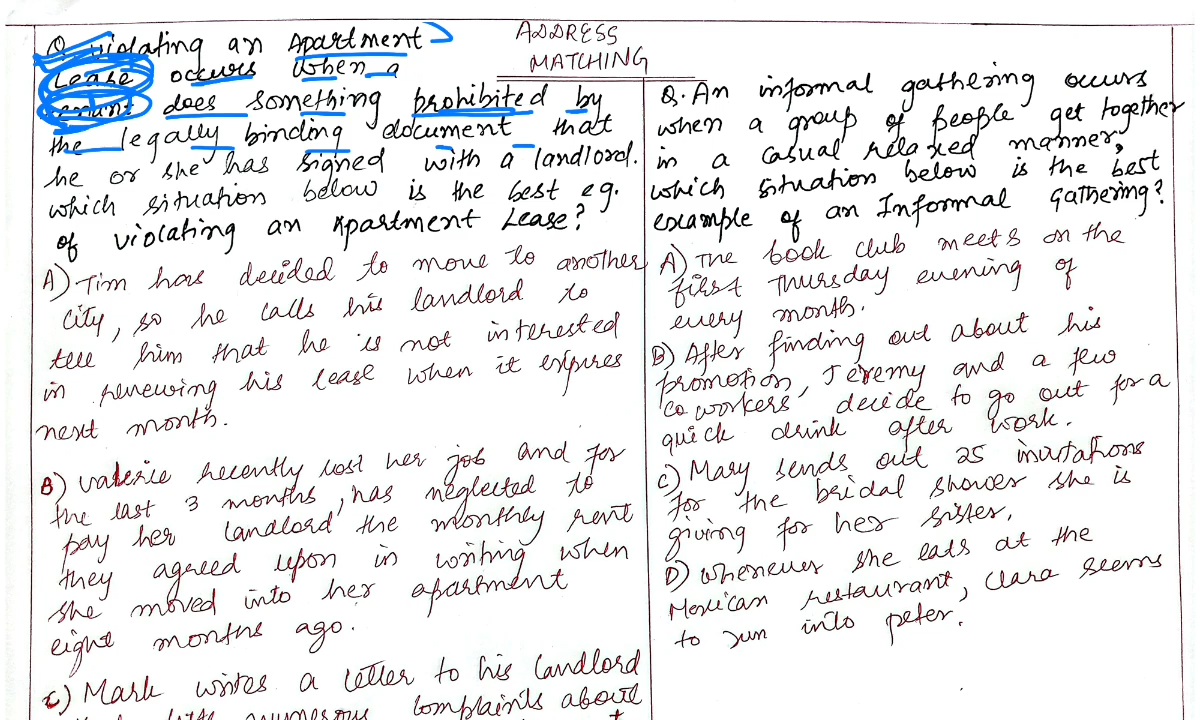 ADDRESS
MATCHING
Q. violating an Apartment
Lease occurs when a
tenant does something prohibited by
the legally binding document that
he or she has signed with a landlord.
which situation below is the best eg.
of violating an Apartment Lease?
A) Tim has decided to move to another
city, so he calls his landlord to
tell him that he is not interested
in renewing his lease when it expires
next month.
B) valerie recently lost her job and for
the last 3 months, has neglected to
pay her landlord the monthly rent
they agreed upon in writing when
she moved into her apartment
eight months ago.
C) Mark writes a letter to his landlord
numerous complaints about
Q. An informal gathering occurs
when a group of people get together
in a casual relaxed manner,
which situation below is the best
example of an Informal Gathering?
A) The book club meets on the
first Thursday evening of
every month.
B) After finding out about his
promotion, Jeremy and a few
co workers decide to go out for a
quick drink after work.
C) Mary sends out 25 invitations
for the bridal shower she is
giving for her sister.
D) whenever she eats at the
Mexican restaurant, Clara seems
to run into peter.